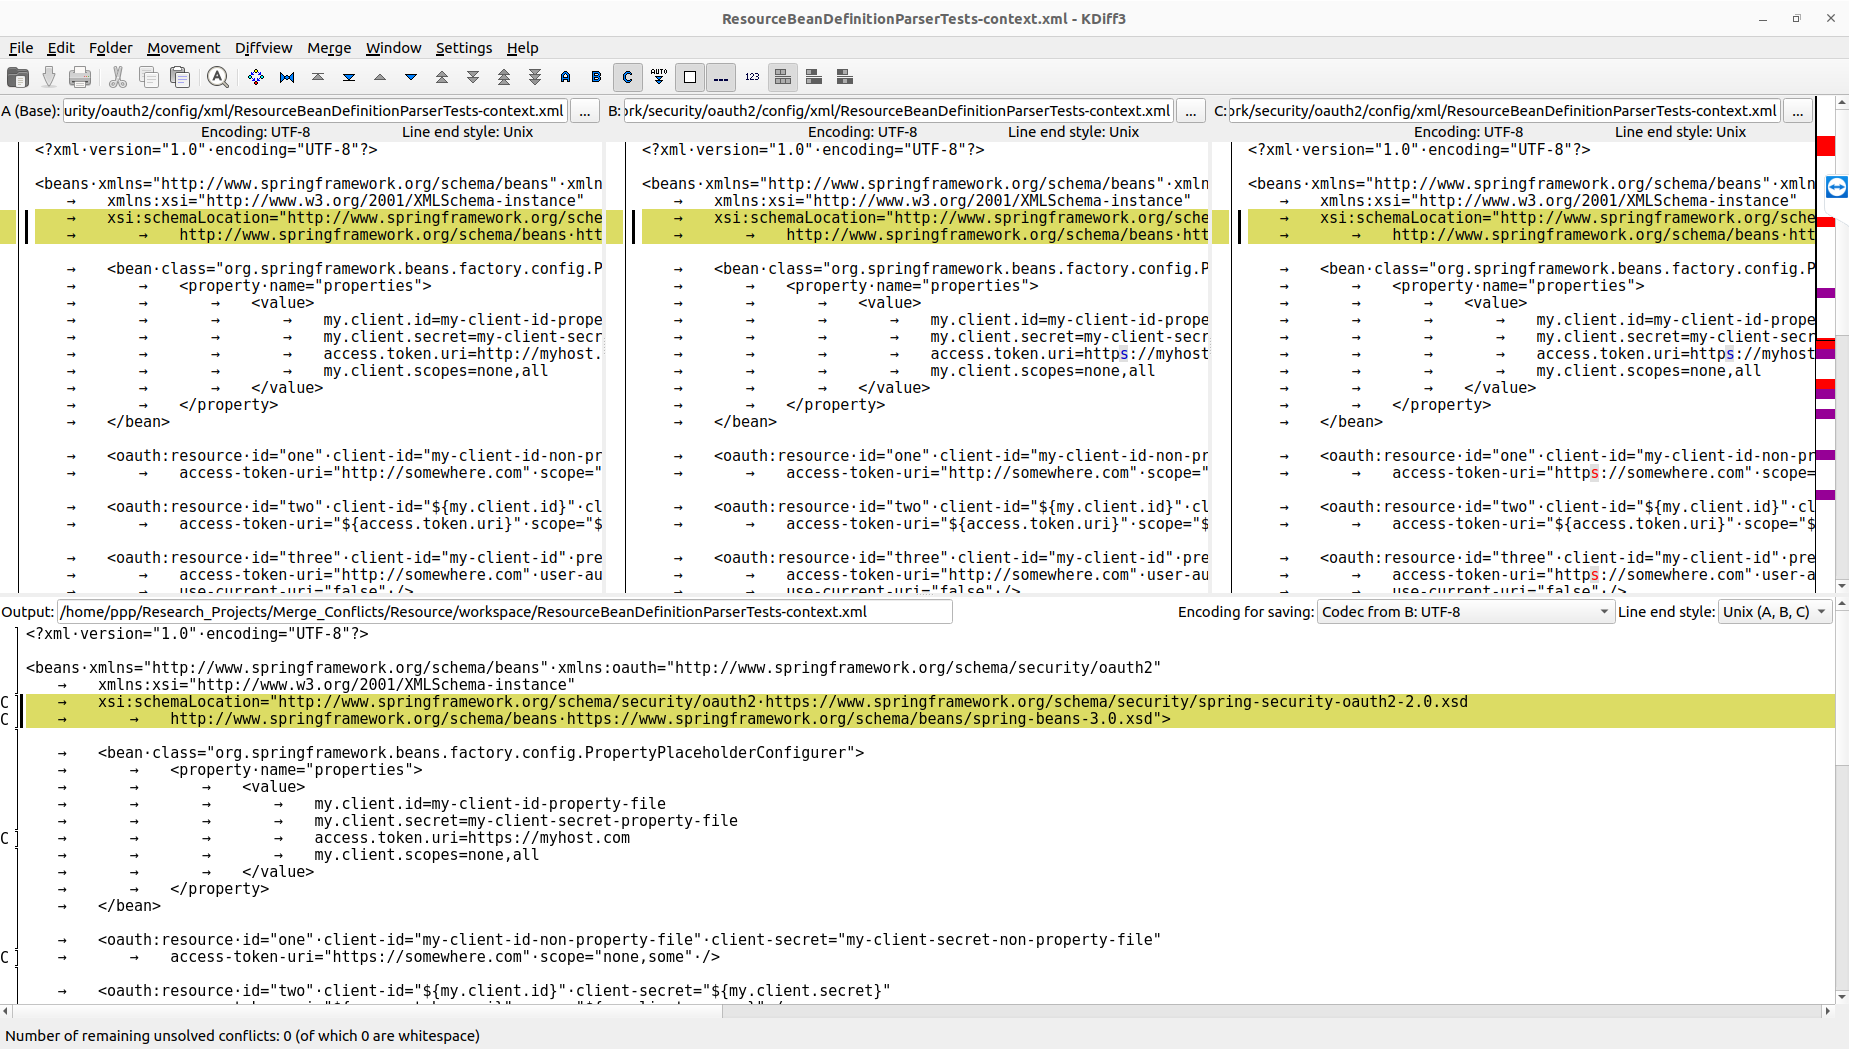 ResourceBeanDefinitionParserTests-context.xml - KDiff3
File Edit Folder Movement Diffview Merge Window Settings Help
A B C AUTO 123
A (Base): urity/oauth2/config/xml/ResourceBeanDefinitionParserTests-context.xml ...
Encoding: UTF-8 Line end style: Unix
<?xml·version="1.0"·encoding="UTF-8"?>
<beans·xmlns="http://www.springframework.org/schema/beans"·xmln
→ xmlns:xsi="http://www.w3.org/2001/XMLSchema-instance"
→ xsi:schemaLocation="http://www.springframework.org/sche
→ → http://www.springframework.org/schema/beans·htt
→ <bean·class="org.springframework.beans.factory.config.P
→ → <property·name="properties">
→ → → <value>
→ → → → my.client.id=my-client-id-prope
→ → → → my.client.secret=my-client-secr
→ → → → access.token.uri=http://myhost.
→ → → → my.client.scopes=none,all
→ → → </value>
→ → </property>
→ </bean>
→ <oauth:resource·id="one"·client-id="my-client-id-non-pr
→ → access-token-uri="http://somewhere.com"·scope="
→ <oauth:resource·id="two"·client-id="${my.client.id}"·cl
→ → access-token-uri="${access.token.uri}"·scope="$
→ <oauth:resource·id="three"·client-id="my-client-id"·pre
→ → access-token-uri="http://somewhere.com"·user-au
→ → use-current-uri="false"·/>
B: ork/security/oauth2/config/xml/ResourceBeanDefinitionParserTests-context.xml ...
Encoding: UTF-8 Line end style: Unix
<?xml·version="1.0"·encoding="UTF-8"?>
<beans·xmlns="http://www.springframework.org/schema/beans"·xmln
→ xmlns:xsi="http://www.w3.org/2001/XMLSchema-instance"
→ xsi:schemaLocation="http://www.springframework.org/sche
→ → http://www.springframework.org/schema/beans·htt
→ <bean·class="org.springframework.beans.factory.config.P
→ → <property·name="properties">
→ → → <value>
→ → → → my.client.id=my-client-id-prope
→ → → → my.client.secret=my-client-secr
→ → → → access.token.uri=https://myhost
→ → → → my.client.scopes=none,all
→ → → </value>
→ → </property>
→ </bean>
→ <oauth:resource·id="one"·client-id="my-client-id-non-pr
→ → access-token-uri="http://somewhere.com"·scope="
→ <oauth:resource·id="two"·client-id="${my.client.id}"·cl
→ → access-token-uri="${access.token.uri}"·scope="$
→ <oauth:resource·id="three"·client-id="my-client-id"·pre
→ → access-token-uri="http://somewhere.com"·user-au
→ → use-current-uri="false"·/>
C: ork/security/oauth2/config/xml/ResourceBeanDefinitionParserTests-context.xml ...
Encoding: UTF-8 Line end style: Unix
<?xml·version="1.0"·encoding="UTF-8"?>
<beans·xmlns="http://www.springframework.org/schema/beans"·xmln
→ xmlns:xsi="http://www.w3.org/2001/XMLSchema-instance"
→ xsi:schemaLocation="http://www.springframework.org/sche
→ → http://www.springframework.org/schema/beans·htt
→ <bean·class="org.springframework.beans.factory.config.P
→ → <property·name="properties">
→ → → <value>
→ → → → my.client.id=my-client-id-prope
→ → → → my.client.secret=my-client-secr
→ → → → access.token.uri=https://myhost
→ → → → my.client.scopes=none,all
→ → → </value>
→ → </property>
→ </bean>
→ <oauth:resource·id="one"·client-id="my-client-id-non-pr
→ → access-token-uri="https://somewhere.com"·scope=
→ <oauth:resource·id="two"·client-id="${my.client.id}"·cl
→ → access-token-uri="${access.token.uri}"·scope="$
→ <oauth:resource·id="three"·client-id="my-client-id"·pre
→ → access-token-uri="https://somewhere.com"·user-a
→ → use-current-uri="false"·/>
Output: /home/ppp/Research_Projects/Merge_Conflicts/Resource/workspace/ResourceBeanDefinitionParserTests-context.xml Encoding for saving: Codec from B: UTF-8 Line end style: Unix (A, B, C)
<?xml·version="1.0"·encoding="UTF-8"?>
<beans·xmlns="http://www.springframework.org/schema/beans"·xmlns:oauth="http://www.springframework.org/schema/security/oauth2"
→ xmlns:xsi="http://www.w3.org/2001/XMLSchema-instance"
C → xsi:schemaLocation="http://www.springframework.org/schema/security/oauth2·https://www.springframework.org/schema/security/spring-security-oauth2-2.0.xsd
C → → http://www.springframework.org/schema/beans·https://www.springframework.org/schema/beans/spring-beans-3.0.xsd">
→ <bean·class="org.springframework.beans.factory.config.PropertyPlaceholderConfigurer">
→ → <property·name="properties">
→ → → <value>
→ → → → my.client.id=my-client-id-property-file
→ → → → my.client.secret=my-client-secret-property-file
C → → → → access.token.uri=https://myhost.com
→ → → → my.client.scopes=none,all
→ → → </value>
→ → </property>
→ </bean>
→ <oauth:resource·id="one"·client-id="my-client-id-non-property-file"·client-secret="my-client-secret-non-property-file"
C → → access-token-uri="https://somewhere.com"·scope="none,some"·/>
→ <oauth:resource·id="two"·client-id="${my.client.id}"·client-secret="${my.client.secret}"
Number of remaining unsolved conflicts: 0 (of which 0 are whitespace)